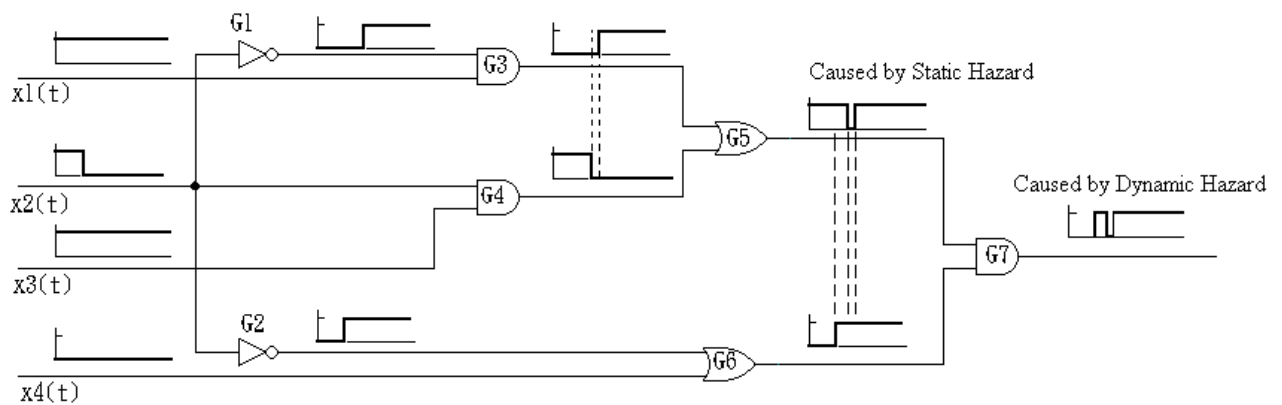 G1
G3
x1(t)
Caused by Static Hazard
G5
x2(t)
G4
Caused by Dynamic Hazard
G7
x3(t)
G2
G6
x4(t)